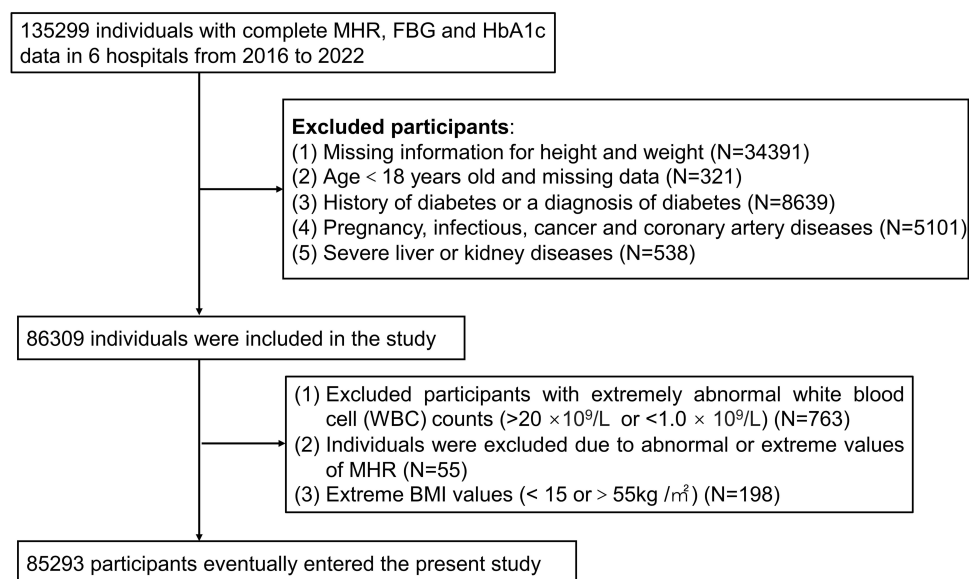 135299 individuals with complete MHR, FBG and HbA1c
data in 6 hospitals from 2016 to 2022
Excluded participants:
(1) Missing information for height and weight (N=34391)
(2) Age < 18 years old and missing data (N=321)
(3) History of diabetes or a diagnosis of diabetes (N=8639)
(4) Pregnancy, infectious, cancer and coronary artery diseases (N=5101)
(5) Severe liver or kidney diseases (N=538)
86309 individuals were included in the study
(1) Excluded participants with extremely abnormal white blood
cell (WBC) counts (>20 ×10⁹/L or <1.0 × 10⁹/L) (N=763)
(2) Individuals were excluded due to abnormal or extreme values
of MHR (N=55)
(3) Extreme BMI values (< 15 or > 55kg /㎡) (N=198)
85293 participants eventually entered the present study